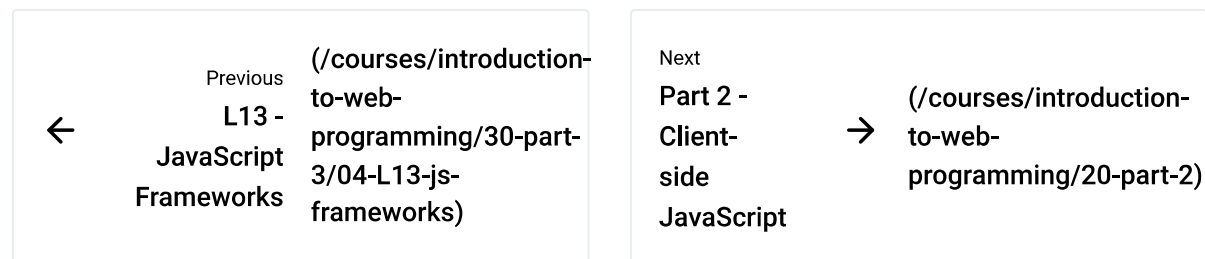 Previous
L13 -
JavaScript
Frameworks
(/courses/introduction-
to-web-
programming/30-part-
3/04-L13-js-
frameworks)
Next
Part 2 -
Client-
side
JavaScript
(/courses/introduction-
to-web-
programming/20-part-2)